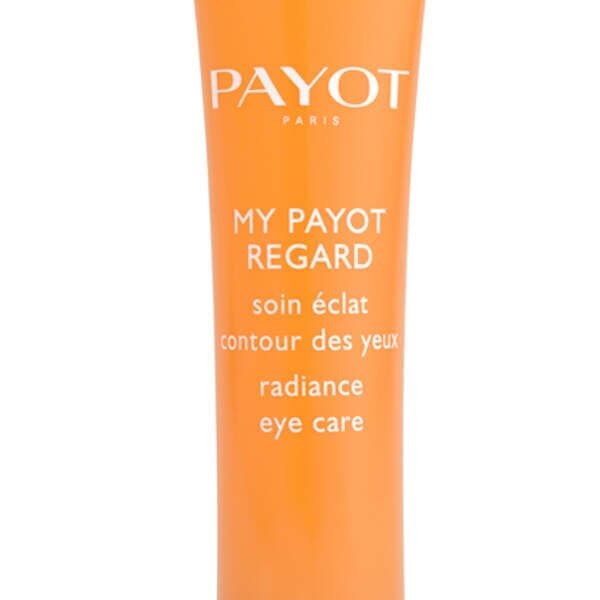 PAYOT
PARIS
MY PAYOT
REGARD
soin éclat
contour des yeux
radiance
eye care